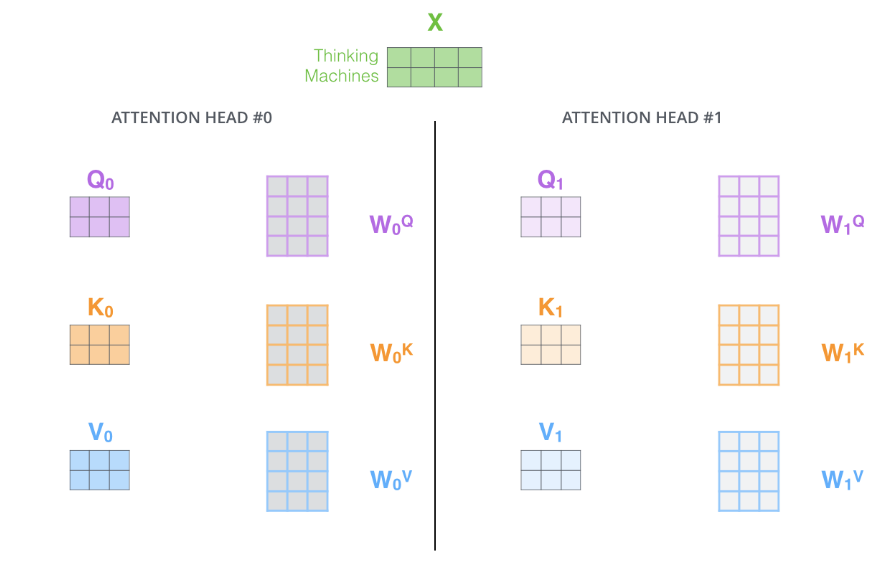 X
Thinking
Machines
ATTENTION HEAD #0
ATTENTION HEAD #1
Q₀
W₀Q
Q₁
W₁Q
K₀
W₀K
K₁
W₁K
V₀
W₀V
V₁
W₁V